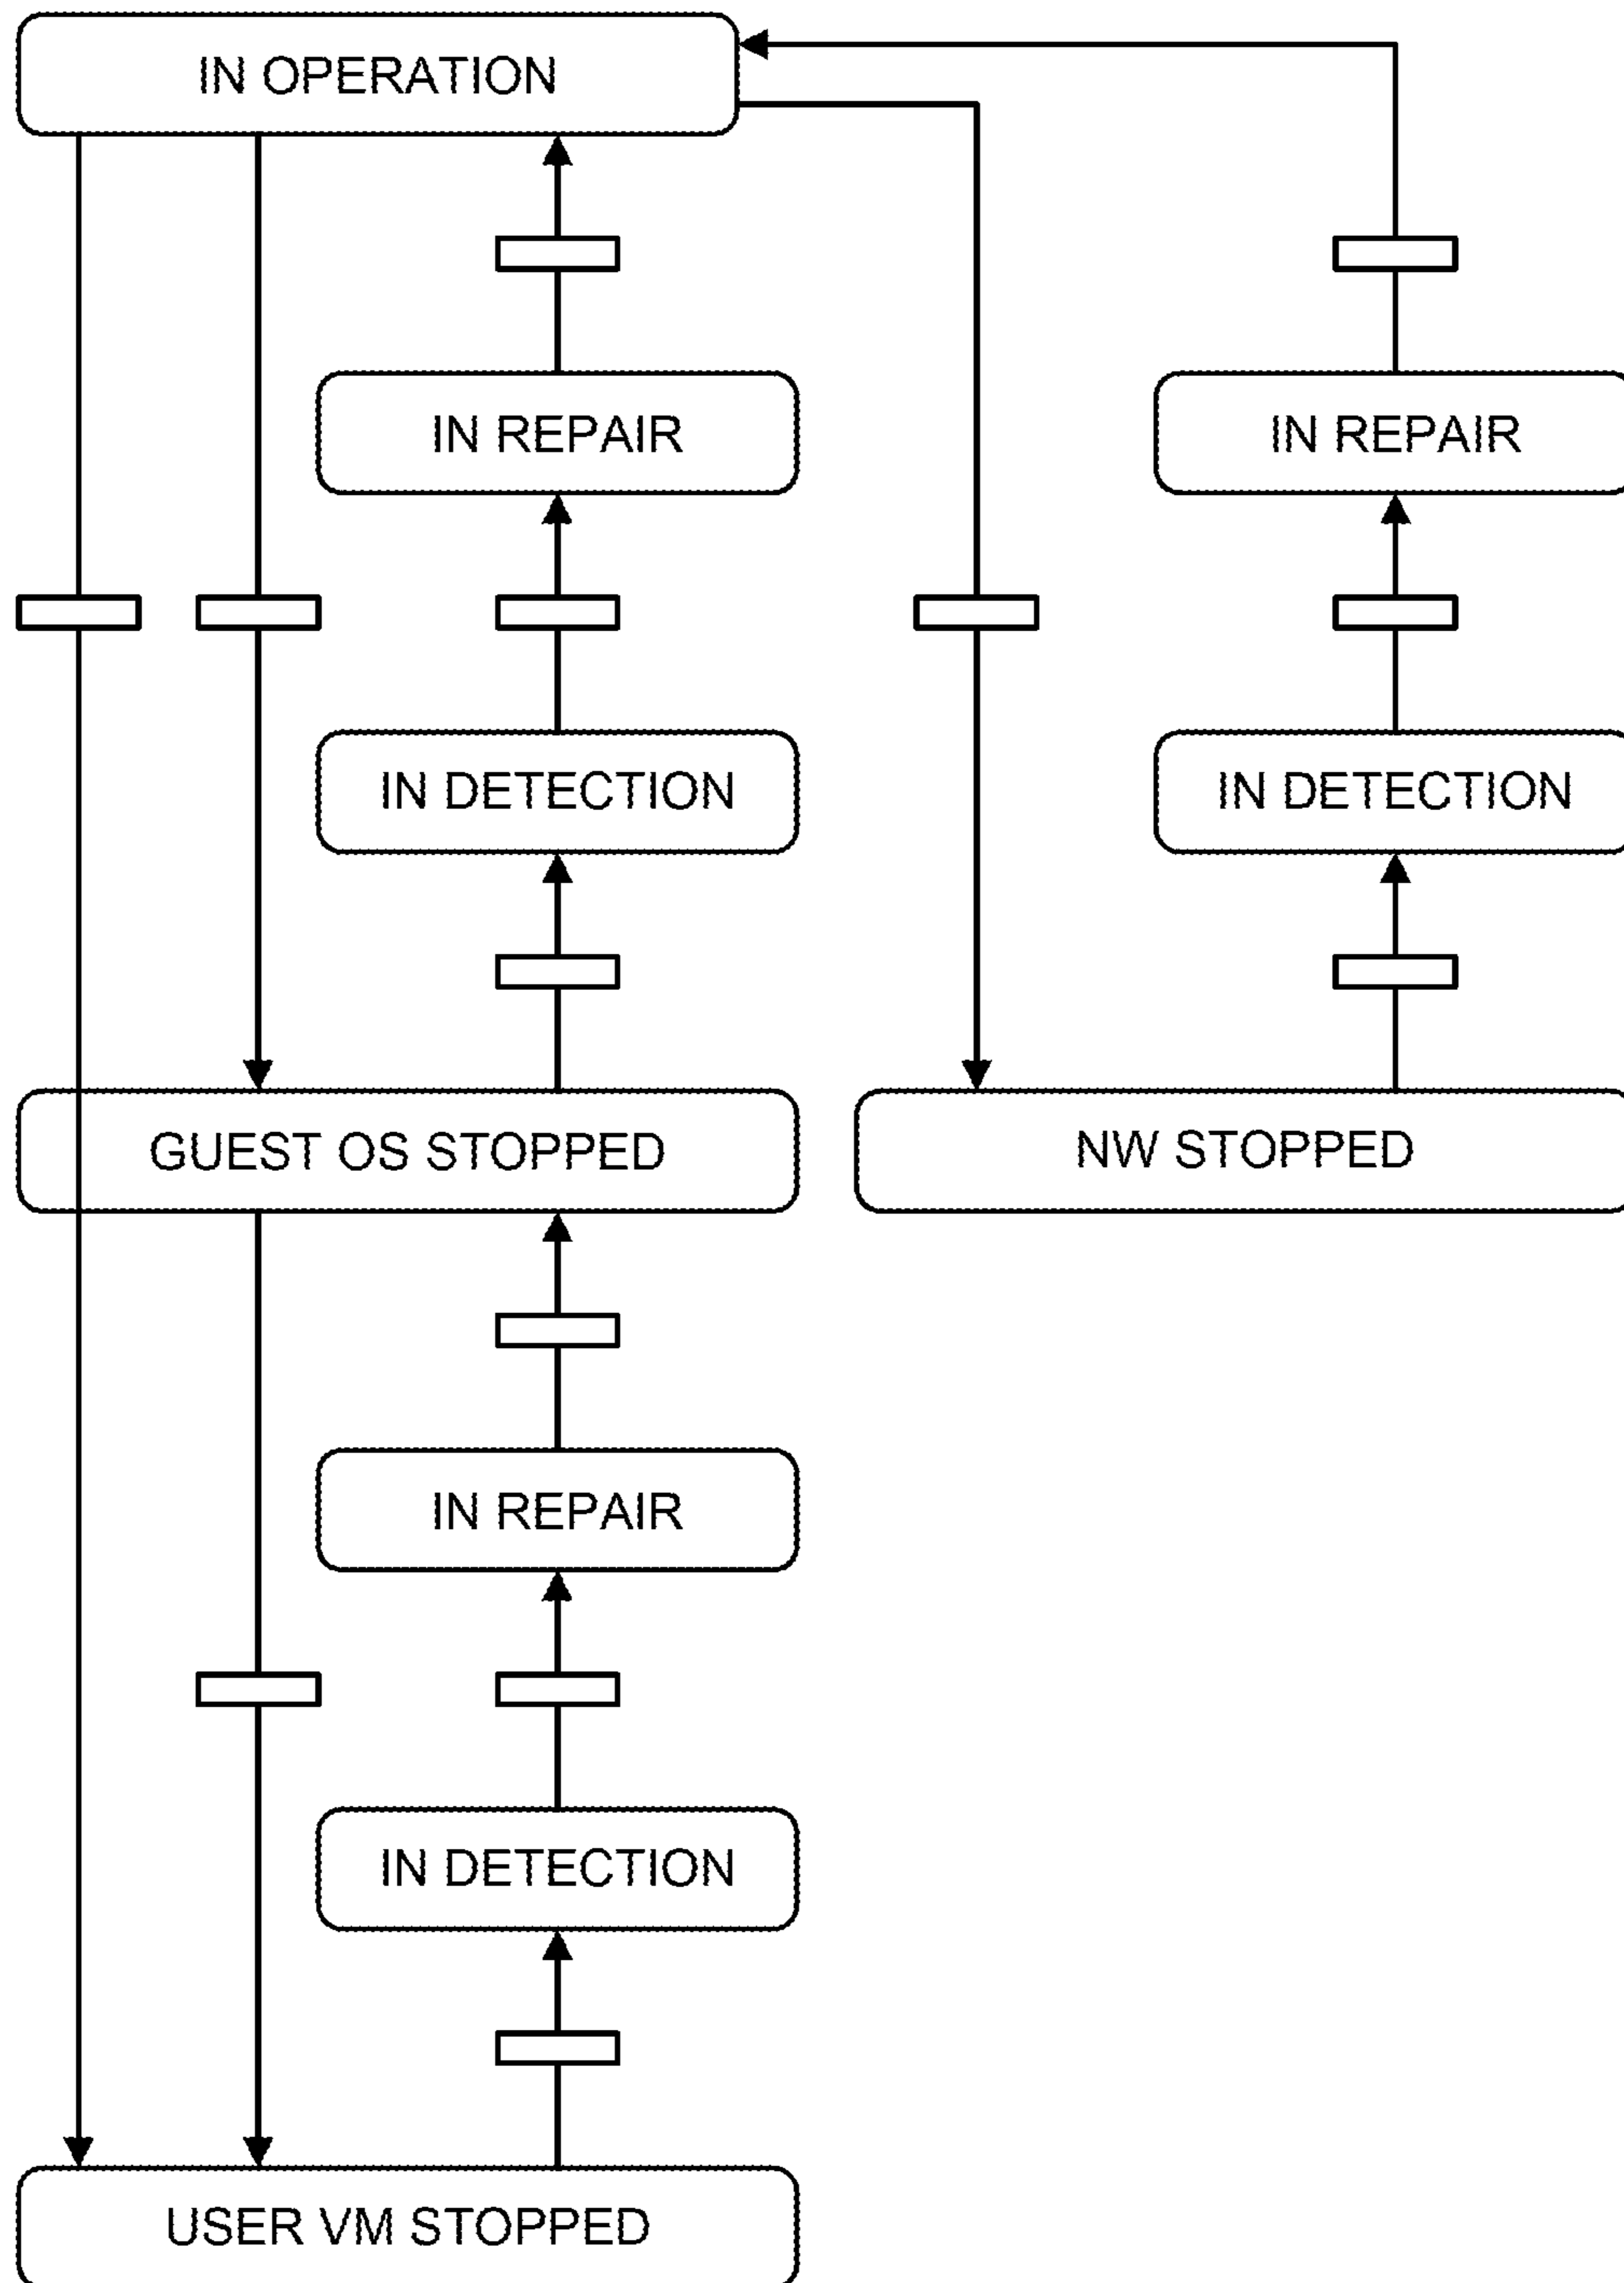 IN OPERATION
IN REPAIR
IN REPAIR
IN DETECTION
IN DETECTION
GUEST OS STOPPED
NW STOPPED
IN REPAIR
IN DETECTION
USER VM STOPPED